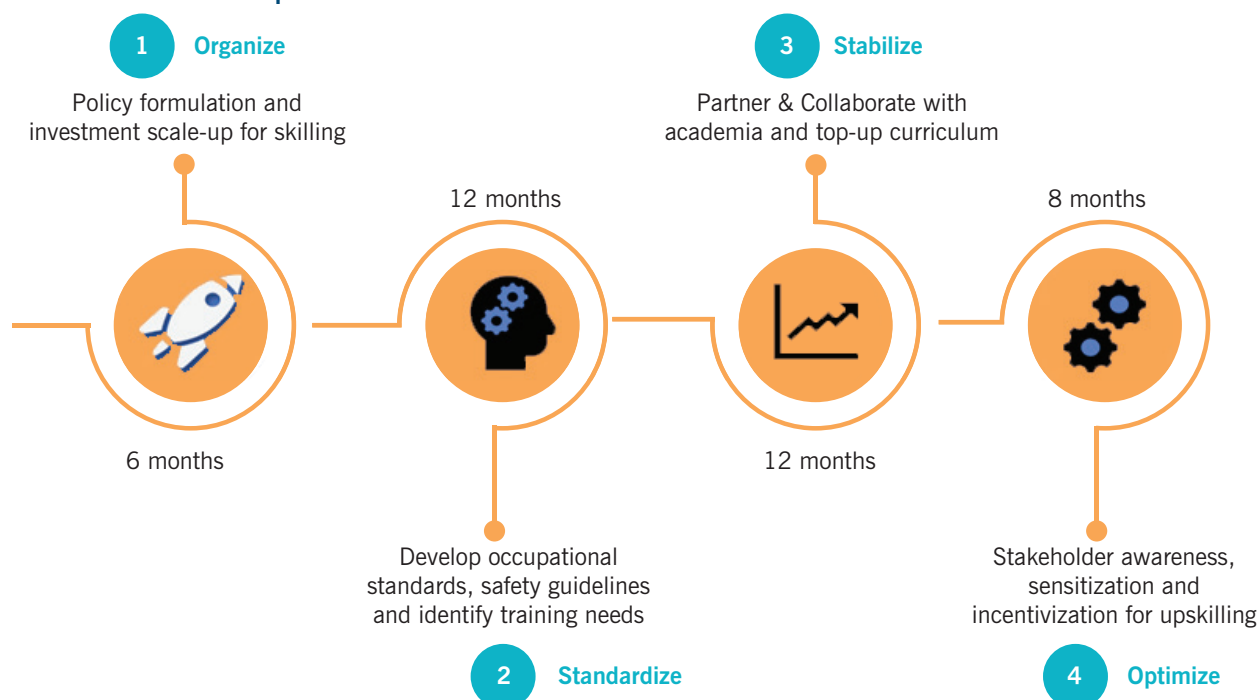 1 Organize
Policy formulation and
investment scale-up for skilling
6 months
12 months
Develop occupational
standards, safety guidelines
and identify training needs
2 Standardize
3 Stabilize
Partner & Collaborate with
academia and top-up curriculum
12 months
8 months
Stakeholder awareness,
sensitization and
incentivization for upskilling
4 Optimize